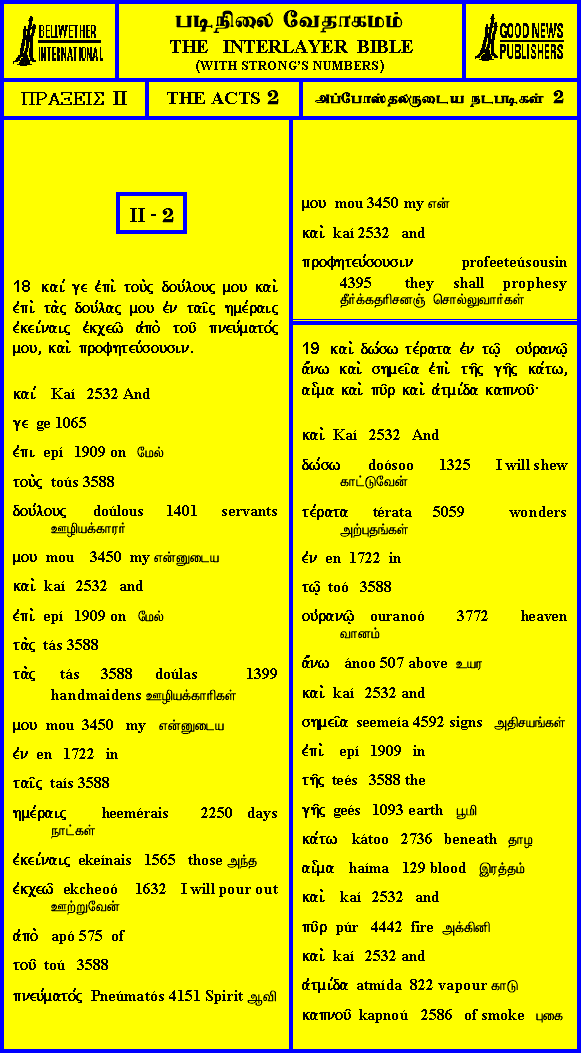 BELLWETHER
INTERNATIONAL
படிநிலை வேதாகமம்
THE INTERLAYER BIBLE
(WITH STRONG'S NUMBERS)
GOOD NEWS
PUBLISHERS
ΠΡΑΞΕΙΣ II
THE ACTS 2
அப்போஸ்தலருடைய நடபடிகள் 2
II - 2
18 καί γε ἐπὶ τοὺς δούλους μου καὶ
ἐπὶ τὰς δούλας μου ἐν ταῖς ημέραις
ἐκείναις ἐκχεῶ ἀπὸ τοῦ πνεύματός
μου, καὶ προφητεύσουσιν.
καί Kaí 2532 And
γε ge 1065
ἐπι epí 1909 on மேல்
τοὺς toús 3588
δούλους doúlous 1401 servants
ஊழியக்காரர்
μου mou 3450 my என்னுடைய
καὶ kaí 2532 and
ἐπὶ epí 1909 on மேல்
τὰς tás 3588
τὰς tás 3588 doúlas 1399
handmaidens ஊழியக்காரிகள்
μου mou 3450 my என்னுடைய
ἐν en 1722 in
ταῖς taís 3588
ημέραις heemérais 2250 days
நாட்கள்
ἐκείναις ekeínais 1565 those அந்த
ἐκχεῶ ekcheoó 1632 I will pour out
ஊற்றுவேன்
ἀπὸ apó 575 of
τοῦ toú 3588
πνεύματός Pneúmatós 4151 Spirit ஆவி
μου mou 3450 my என்
καὶ kaí 2532 and
προφητεύσουσιν profeeteúsousin
4395 they shall prophesy
தீர்க்கதரிசனஞ் சொல்லுவார்கள்
19 καὶ δώσω τέρατα ἐν τῷ οὐρανῷ
ἄνω καὶ σημεῖα ἐπὶ τῆς γῆς κάτω,
αἷμα καὶ πῦρ καὶ ἀτμίδα καπνοῦ·
καὶ Kaí 2532 And
δώσω doósoo 1325 I will shew
காட்டுவேன்
τέρατα térata 5059 wonders
அற்புதங்கள்
ἐν en 1722 in
τῷ toó 3588
οὐρανῷ ouranoó 3772 heaven
வானம்
ἄνω ánoo 507 above உயர
καὶ kaí 2532 and
σημεῖα seemeía 4592 signs அதிசயங்கள்
ἐπὶ epí 1909 in
τῆς teés 3588 the
γῆς geés 1093 earth பூமி
κάτω kátoo 2736 beneath தாழ
αἷμα haíma 129 blood இரத்தம்
καὶ kaí 2532 and
πῦρ púr 4442 fire அக்கினி
καὶ kaí 2532 and
ἀτμίδα atmída 822 vapour காடு
καπνοῦ kapnoú 2586 of smoke புகை